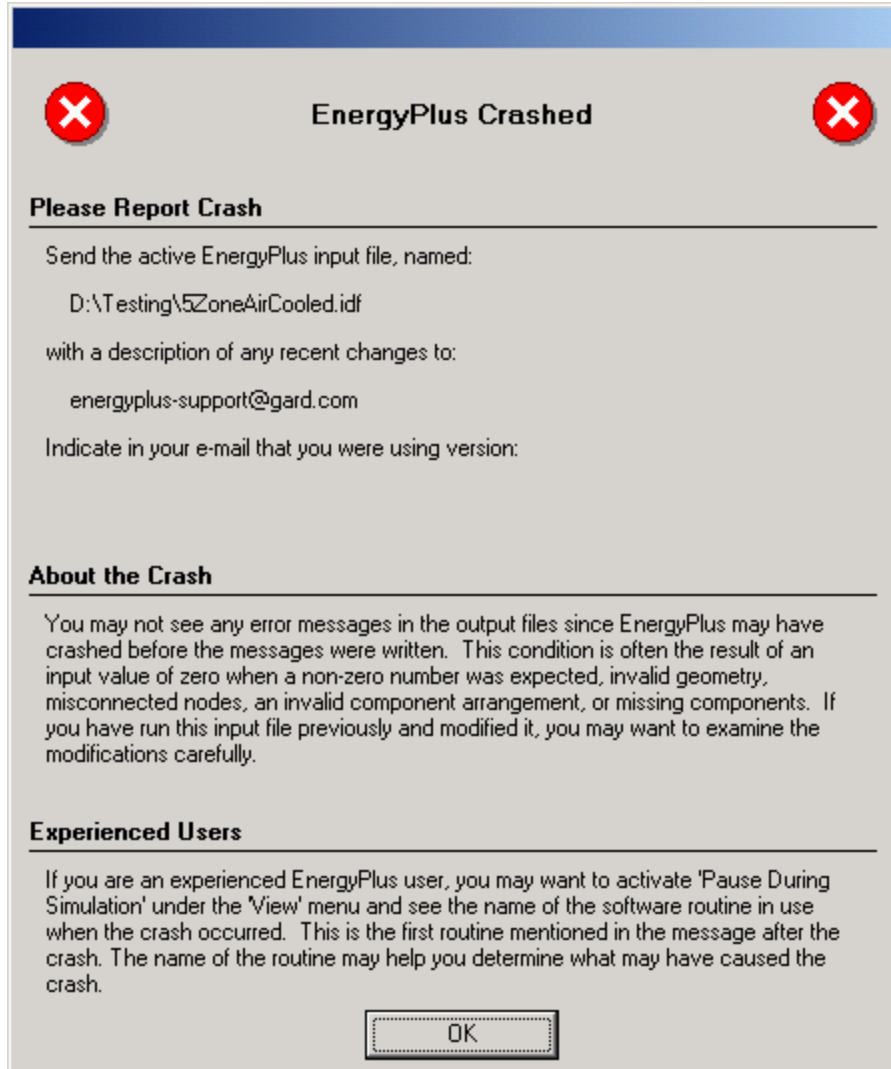 EnergyPlus Crashed
Please Report Crash
Send the active EnergyPlus input file, named:
D:\Testing\5ZoneAirCooled.idf
with a description of any recent changes to:
energyplus-support@gard.com
Indicate in your e-mail that you were using version:
About the Crash
You may not see any error messages in the output files since EnergyPlus may have
crashed before the messages were written.  This condition is often the result of an
input value of zero when a non-zero number was expected, invalid geometry,
misconnected nodes, an invalid component arrangement, or missing components.  If
you have run this input file previously and modified it, you may want to examine the
modifications carefully.
Experienced Users
If you are an experienced EnergyPlus user, you may want to activate 'Pause During
Simulation' under the 'View' menu and see the name of the software routine in use
when the crash occurred.  This is the first routine mentioned in the message after the
crash. The name of the routine may help you determine what may have caused the
crash.
OK